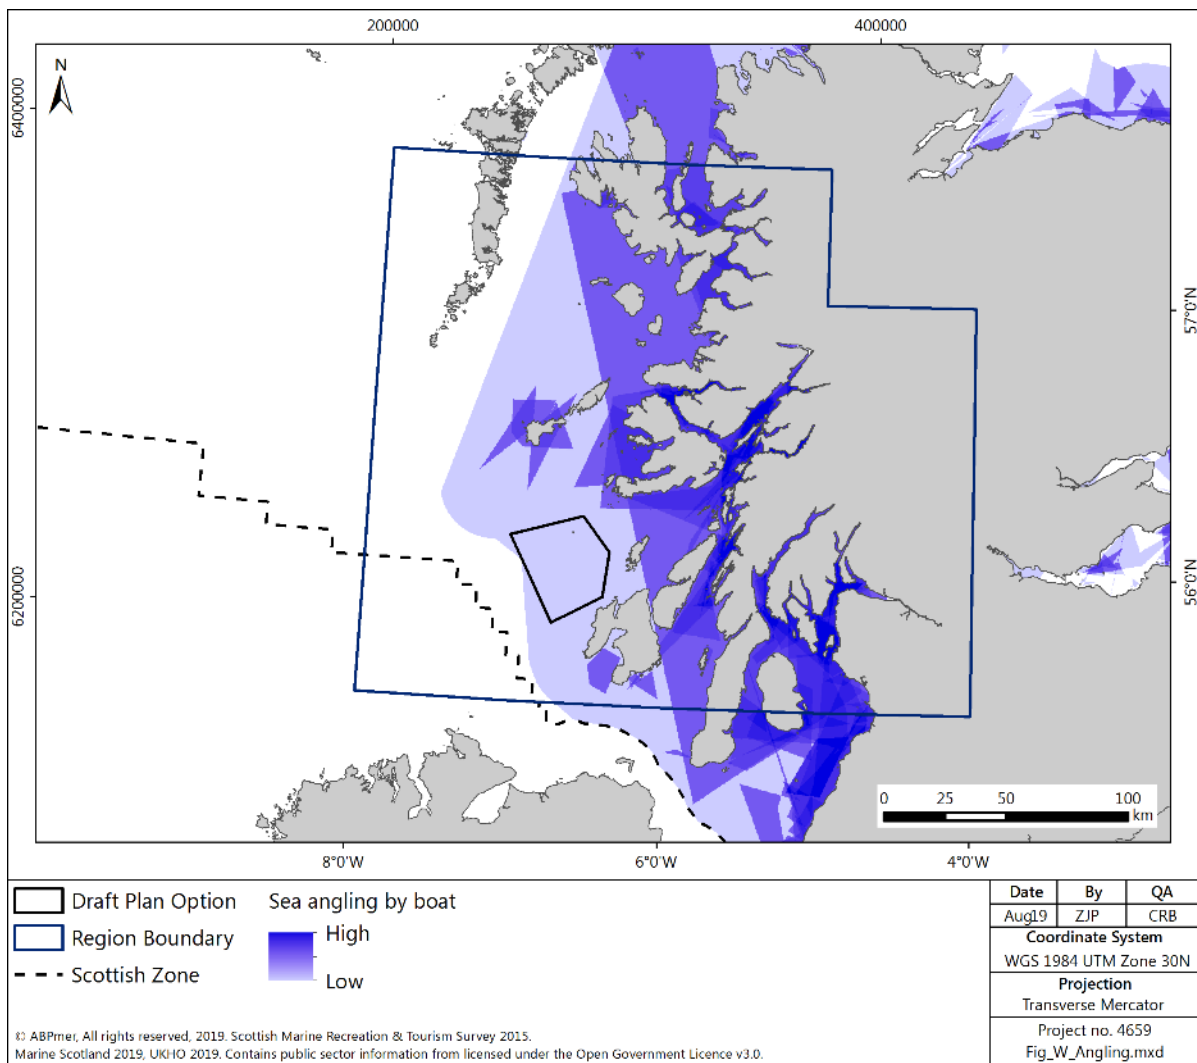 200000
400000
N
6400000
6200000
57°0'N
56°0'N
0 25 50 100
km
8°0'W
6°0'W
4°0'W
Draft Plan Option
Region Boundary
Scottish Zone
Sea angling by boat
High
Low
Date By QA
Aug19 ZJP CRB
Coordinate System
WGS 1984 UTM Zone 30N
Projection
Transverse Mercator
Project no. 4659
Fig_W_Angling.mxd
© ABPmer, All rights reserved, 2019. Scottish Marine Recreation & Tourism Survey 2015.
Marine Scotland 2019, UKHO 2019. Contains public sector information from licensed under the Open Government Licence v3.0.